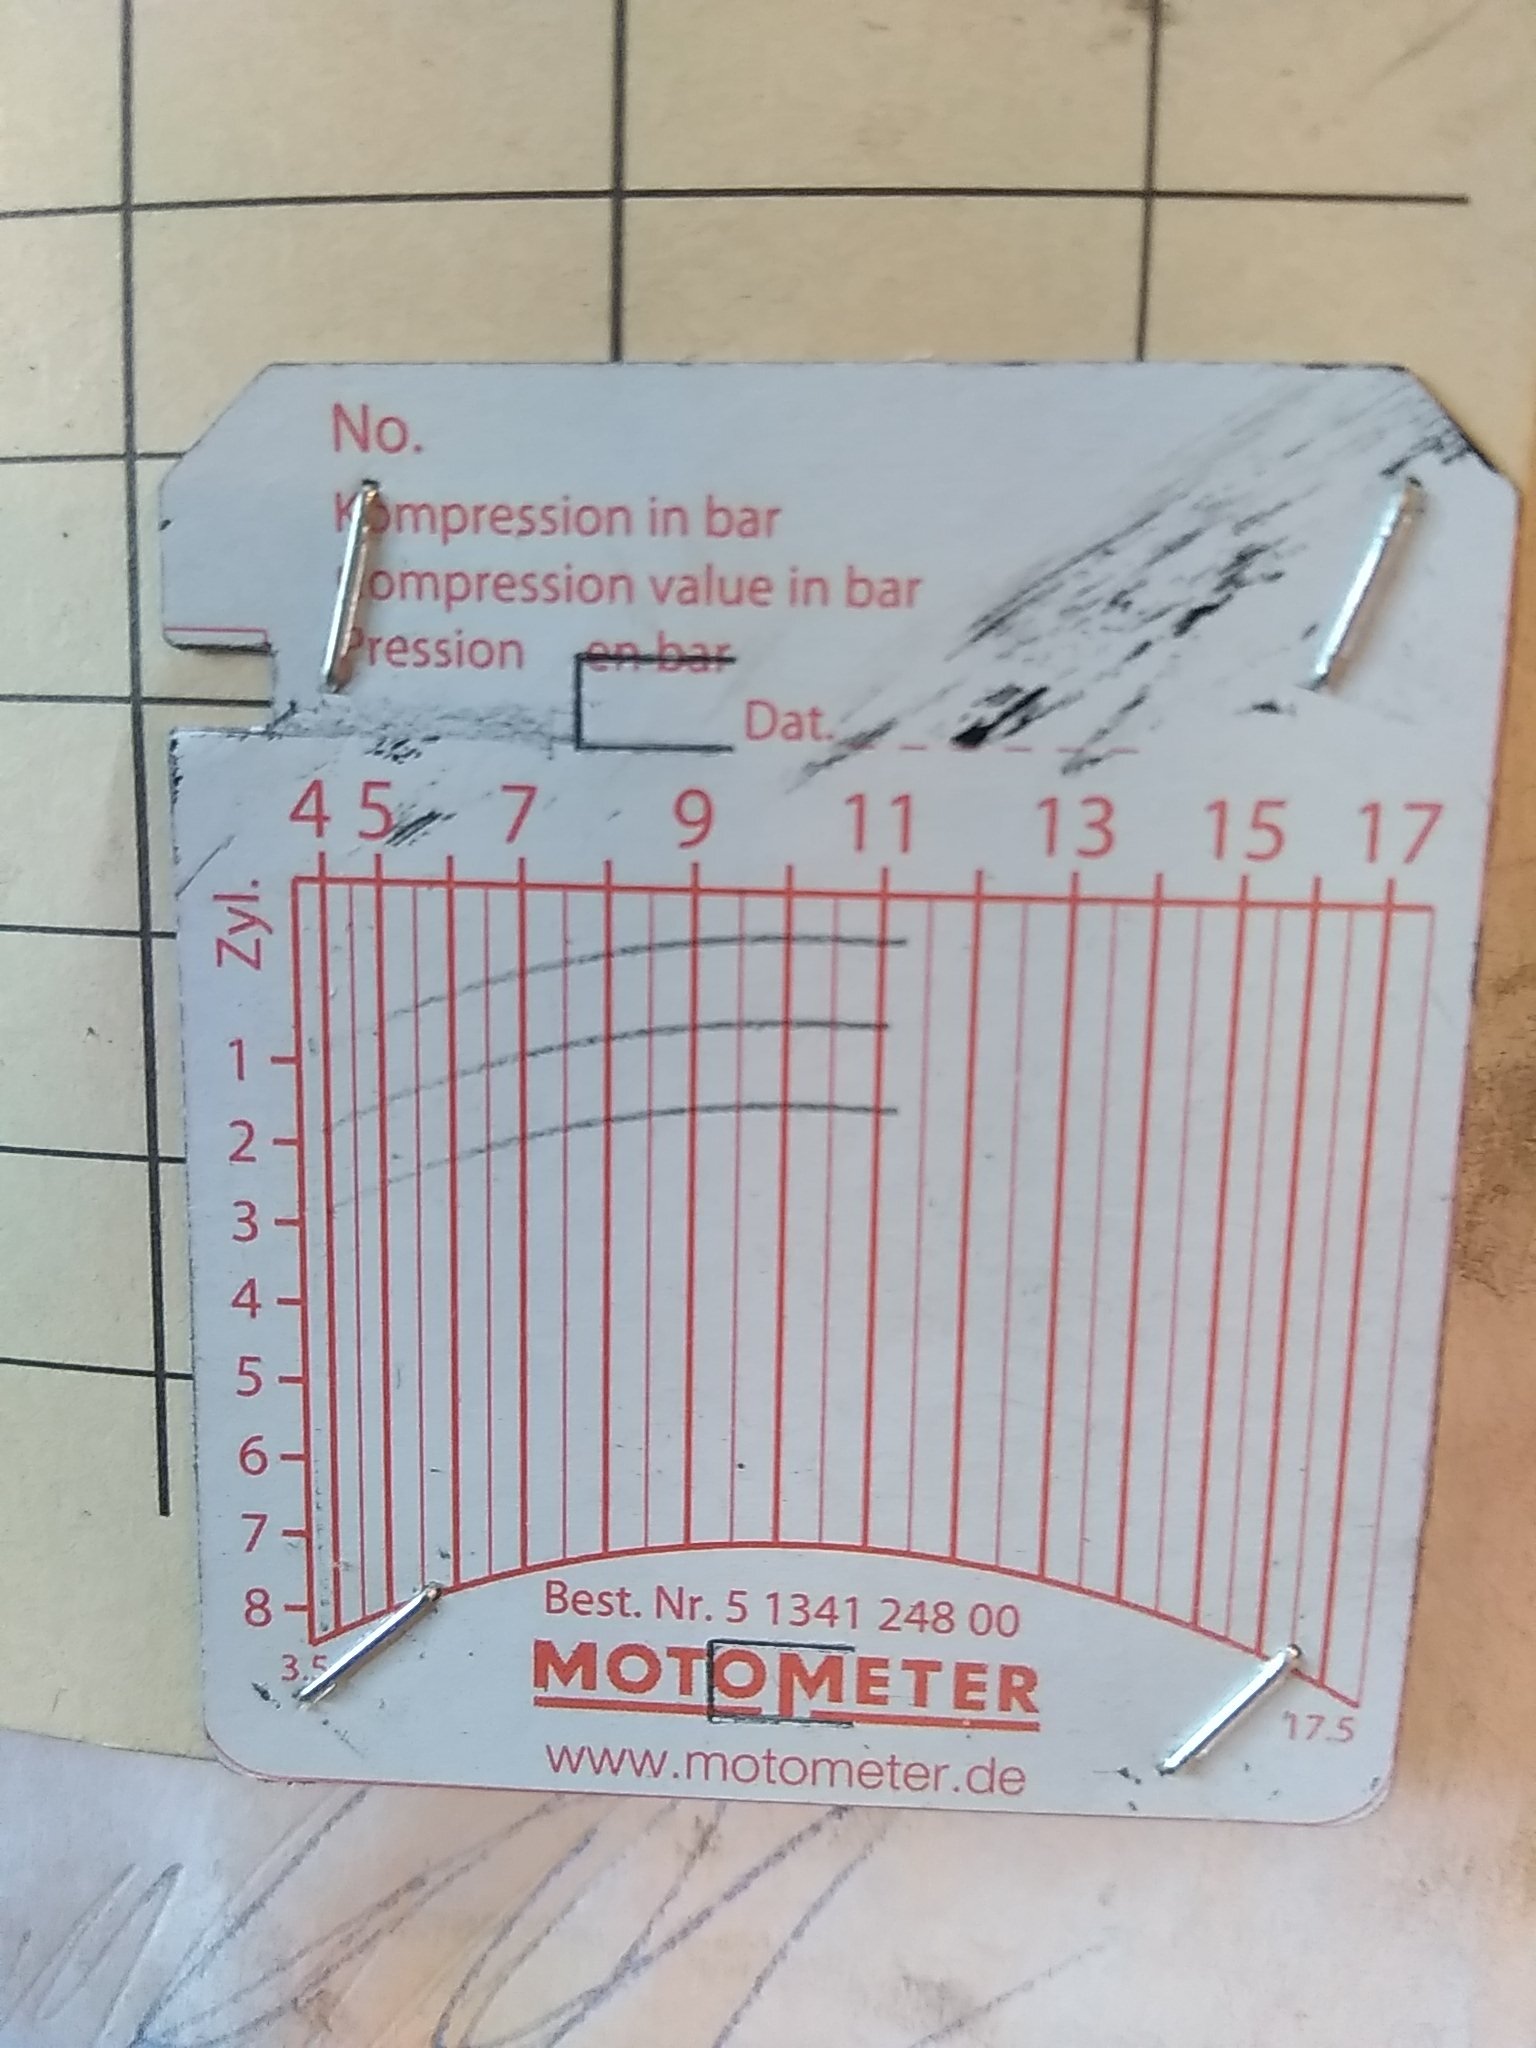 No.
Kompression in bar
Compression value in bar
Pression en bar
Dat.
4 5 7 9 11 13 15 17
Zyl.
1
2
3
4
5
6
7
8
3.5
17.5
Best. Nr. 5 1341 248 00
MOTOMETER
www.motometer.de